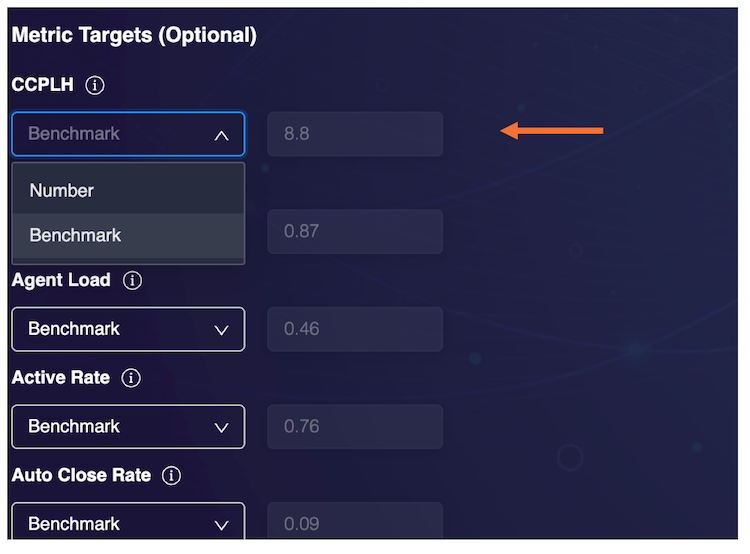 Metric Targets (Optional)
CCPLH
Benchmark
8.8
Number
Benchmark
0.87
Agent Load
Benchmark
0.46
Active Rate
Benchmark
0.76
Auto Close Rate
Benchmark
0.09